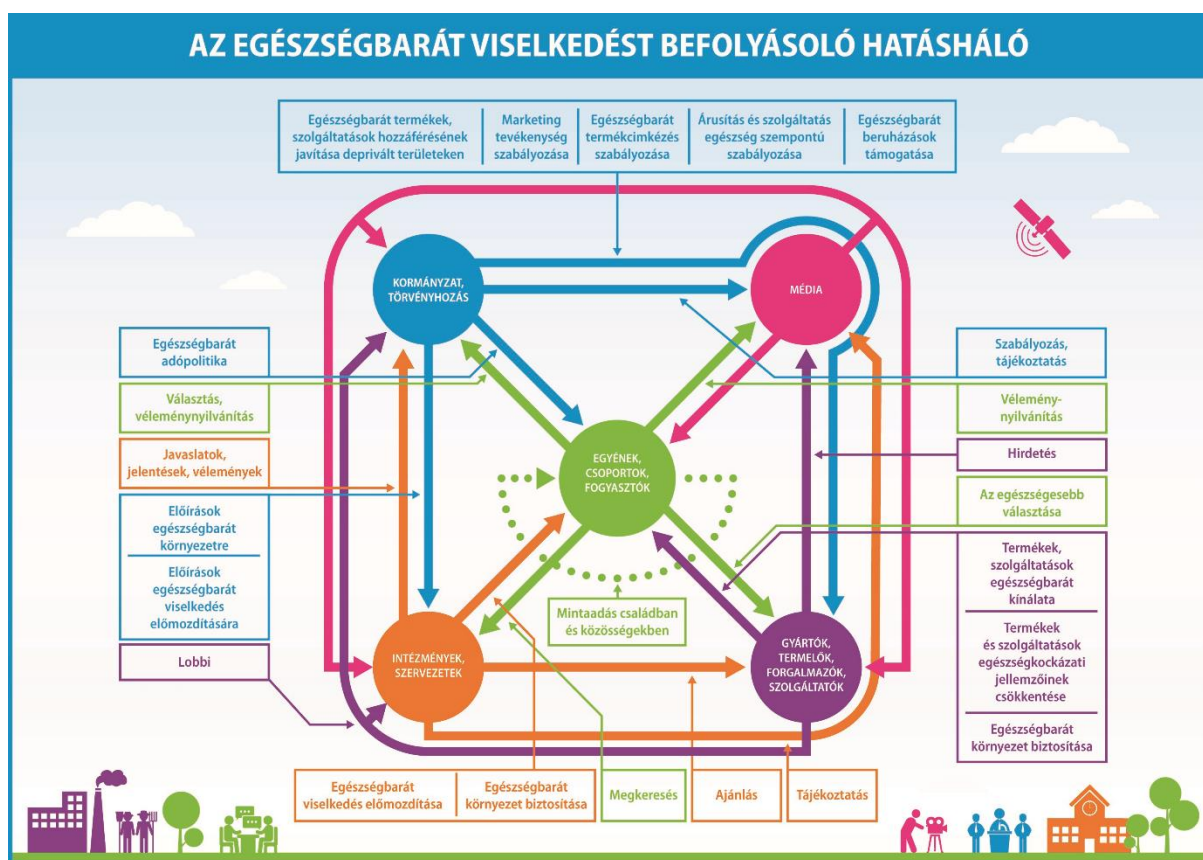 AZ EGÉSZSÉGBARÁT VISELKEDÉST BEFOLYÁSOLÓ HATÁSHÁLÓ
Egészségbarát termékek,
szolgáltatások hozzáférésének
javítása deprivált területeken
Marketing
tevékenység
szabályozása
Egészségbarát
termékcimkézés
szabályozása
Árusítás és szolgáltatás
egészség szempontú
szabályozása
Egészségbarát
beruházások
támogatása
KORMÁNYZAT,
TÖRVÉNYHOZÁS
MÉDIA
Egészségbarát
adópolitika
Választás,
véleménynyilvánítás
Javaslatok,
jelentések, vélemények
Előírások
egészségbarát
környezetre
Előírások
egészségbarát
viselkedés
előmozdítására
Lobbi
EGYÉNEK,
CSOPORTOK,
FOGYASZTÓK
Mintaadás családban
és közösségekben
Szabályozás,
tájékoztatás
Vélemény-
nyilvánítás
Hirdetés
Az egészségesebb
választása
Termékek,
szolgáltatások
egészségbarát
kínálata
Termékek
és szolgáltatások
egészségkockázati
jellemzőinek
csökkentése
Egészségbarát
környezet biztosítása
INTÉZMÉNYEK,
SZERVEZETEK
GYÁRTÓK,
TERMELŐK,
FORGALMAZÓK,
SZOLGÁLTATÓK
Egészségbarát
viselkedés előmozdítása
Egészségbarát
környezet biztosítása
Megkeresés
Ajánlás
Tájékoztatás